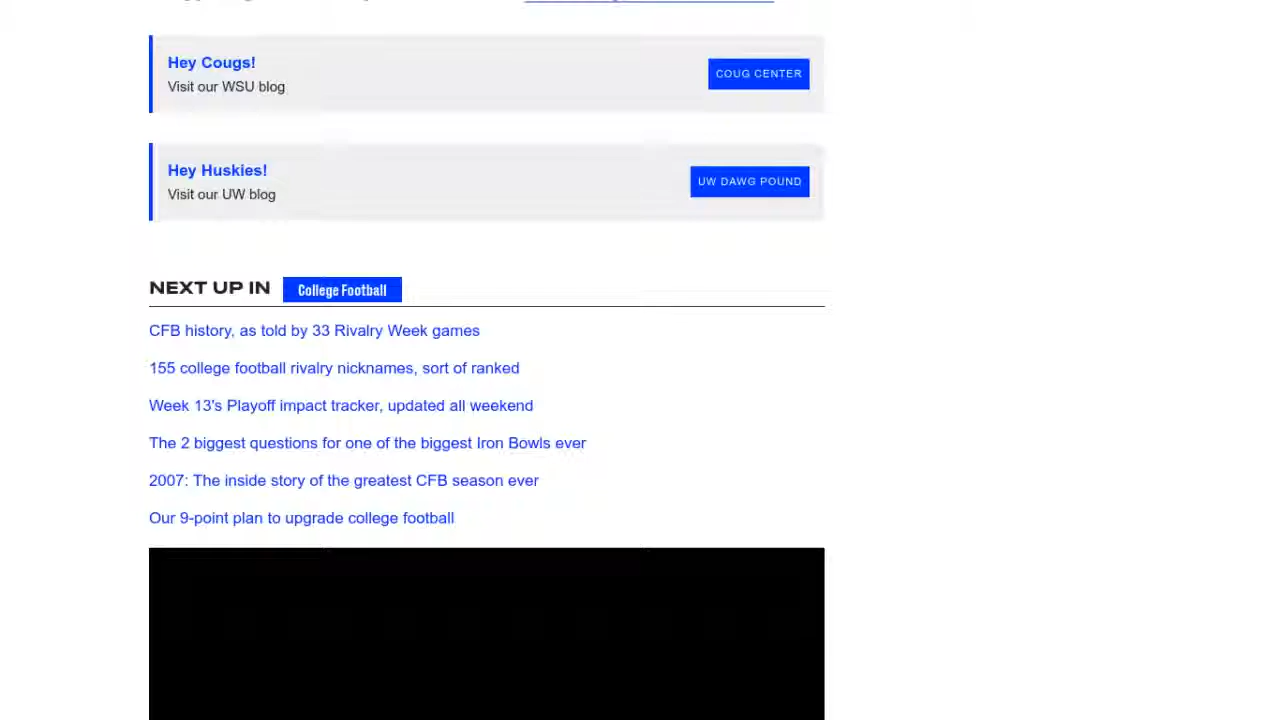 Hey Cougs!
Visit our WSU blog
COUG CENTER
Hey Huskies!
Visit our UW blog
UW DAWG POUND
NEXT UP IN College Football
CFB history, as told by 33 Rivalry Week games
155 college football rivalry nicknames, sort of ranked
Week 13's Playoff impact tracker, updated all weekend
The 2 biggest questions for one of the biggest Iron Bowls ever
2007: The inside story of the greatest CFB season ever
Our 9-point plan to upgrade college football